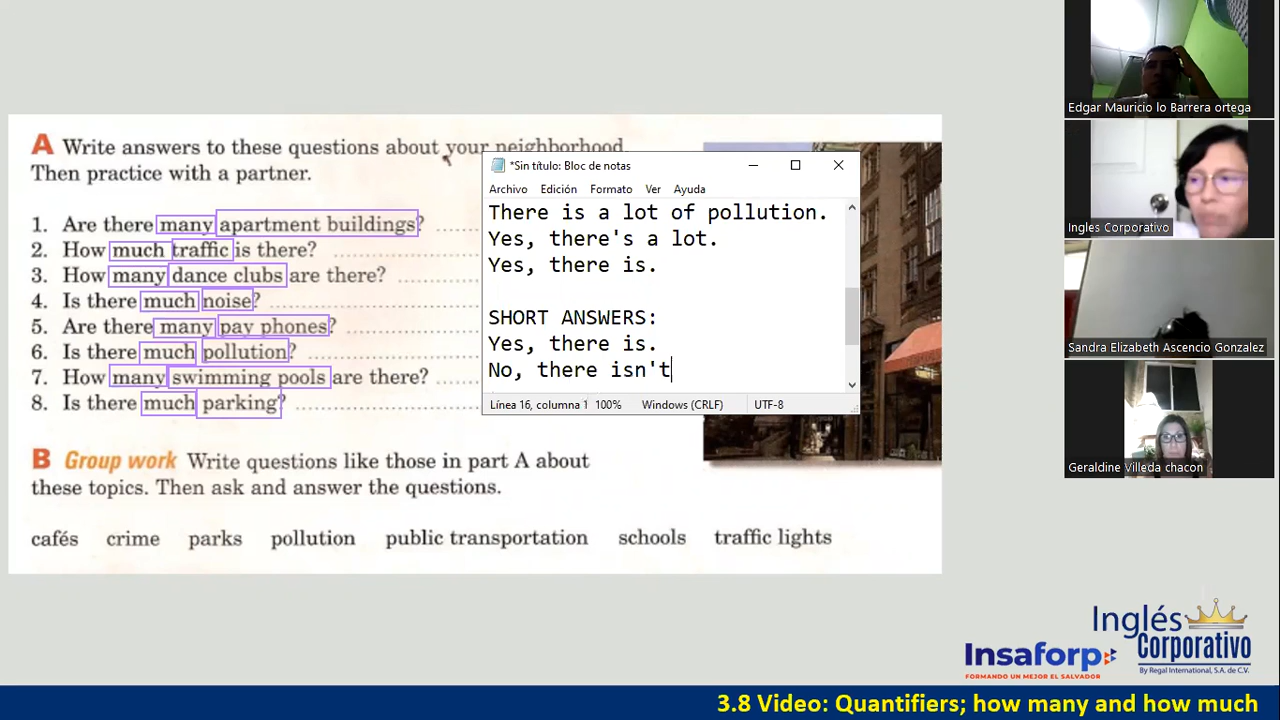 A Write answers to these questions about your neighborhood.
Then practice with a partner.
1. Are there many apartment buildings? ......
2. How much traffic is there? ......
3. How many dance clubs are there? ......
4. Is there much noise? ......
5. Are there many pay phones? ......
6. Is there much pollution? ......
7. How many swimming pools are there? ......
8. Is there much parking? ......
B Group work Write questions like those in part A about
these topics. Then ask and answer the questions.
cafés crime parks pollution public transportation schools traffic lights
*Sin título: Bloc de notas
Archivo Edición Formato Ver Ayuda
There is a lot of pollution.
Yes, there's a lot.
Yes, there is.
SHORT ANSWERS:
Yes, there is.
No, there isn't
Línea 16, columna 1 100% Windows (CRLF) UTF-8
Edgar Mauricio lo Barrera ortega
Ingles Corporativo
Sandra Elizabeth Ascencio Gonzalez
Geraldine Villeda chacon
Insaforp
FORMANDO UN MEJOR EL SALVADOR
Inglés
Corporativo
By Regal International, S.A. de C.V.
3.8 Video: Quantifiers; how many and how much